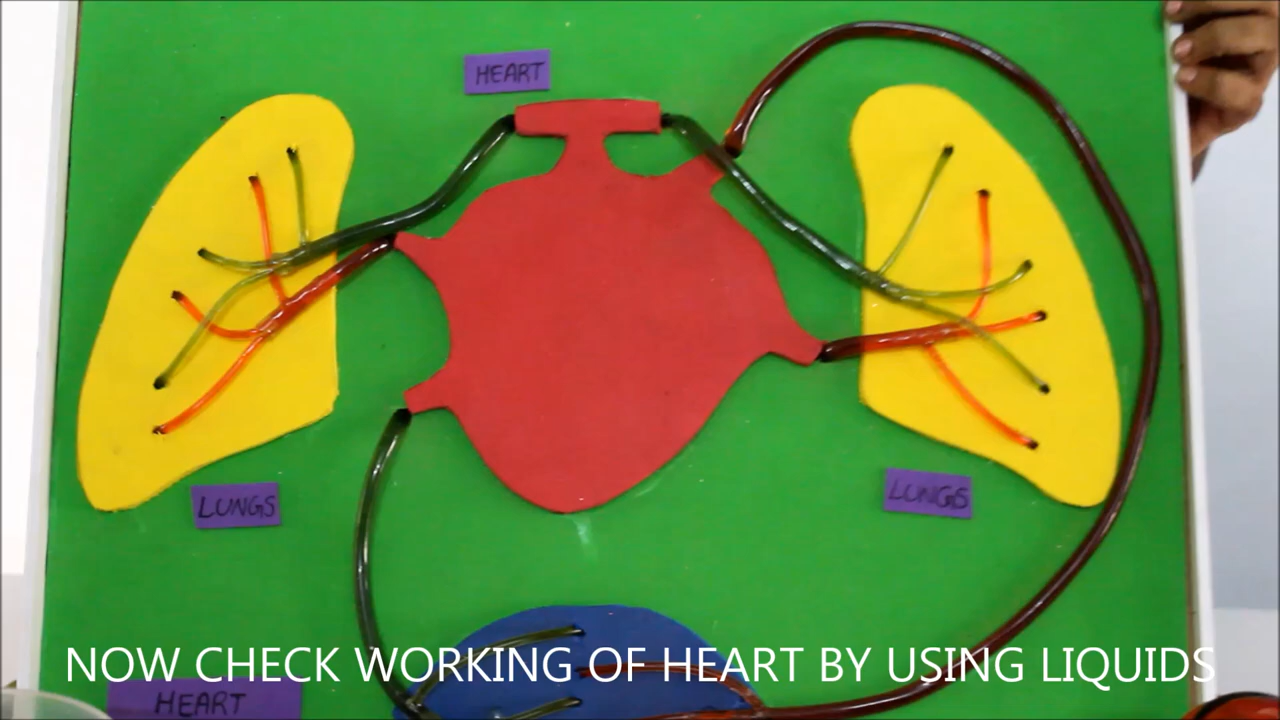 HEART
LUNGS
LUNGS
NOW CHECK WORKING OF HEART BY USING LIQUIDS
HEART